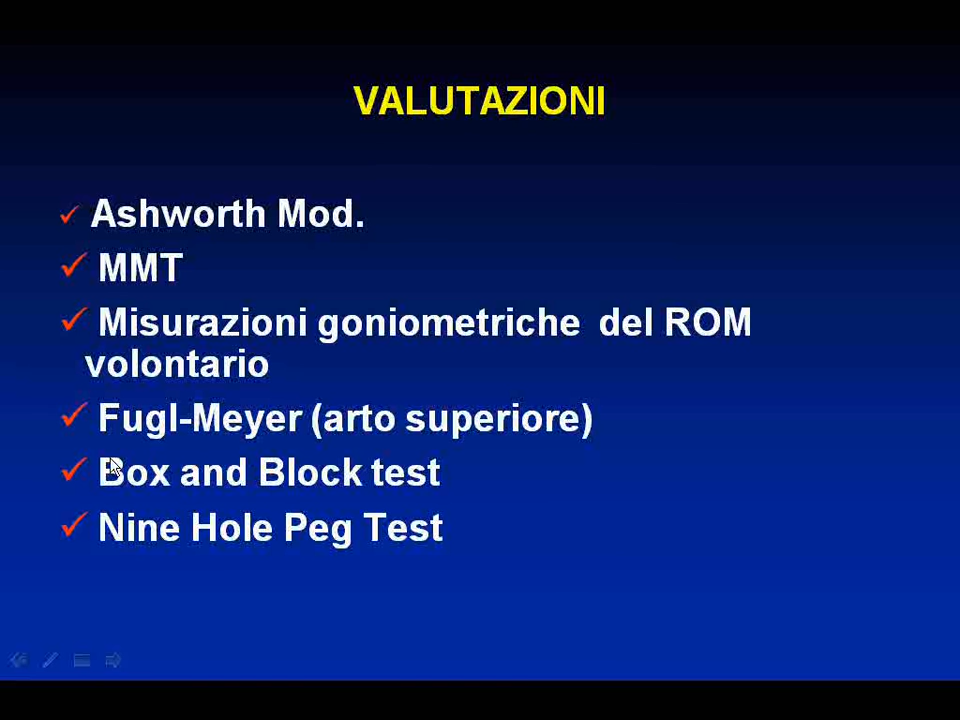 VALUTAZIONI
Ashworth Mod.
MMT
Misurazioni goniometriche del ROM
volontario
Fugl-Meyer (arto superiore)
Box and Block test
Nine Hole Peg Test